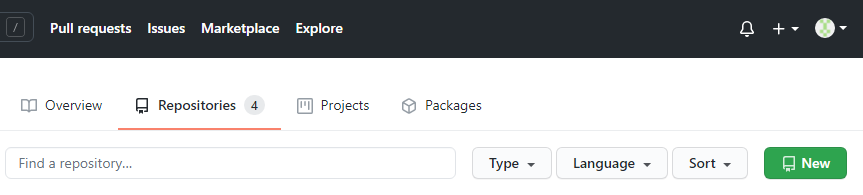 / Pull requests Issues Marketplace Explore
Overview Repositories 4 Projects Packages
Find a repository... Type Language Sort New